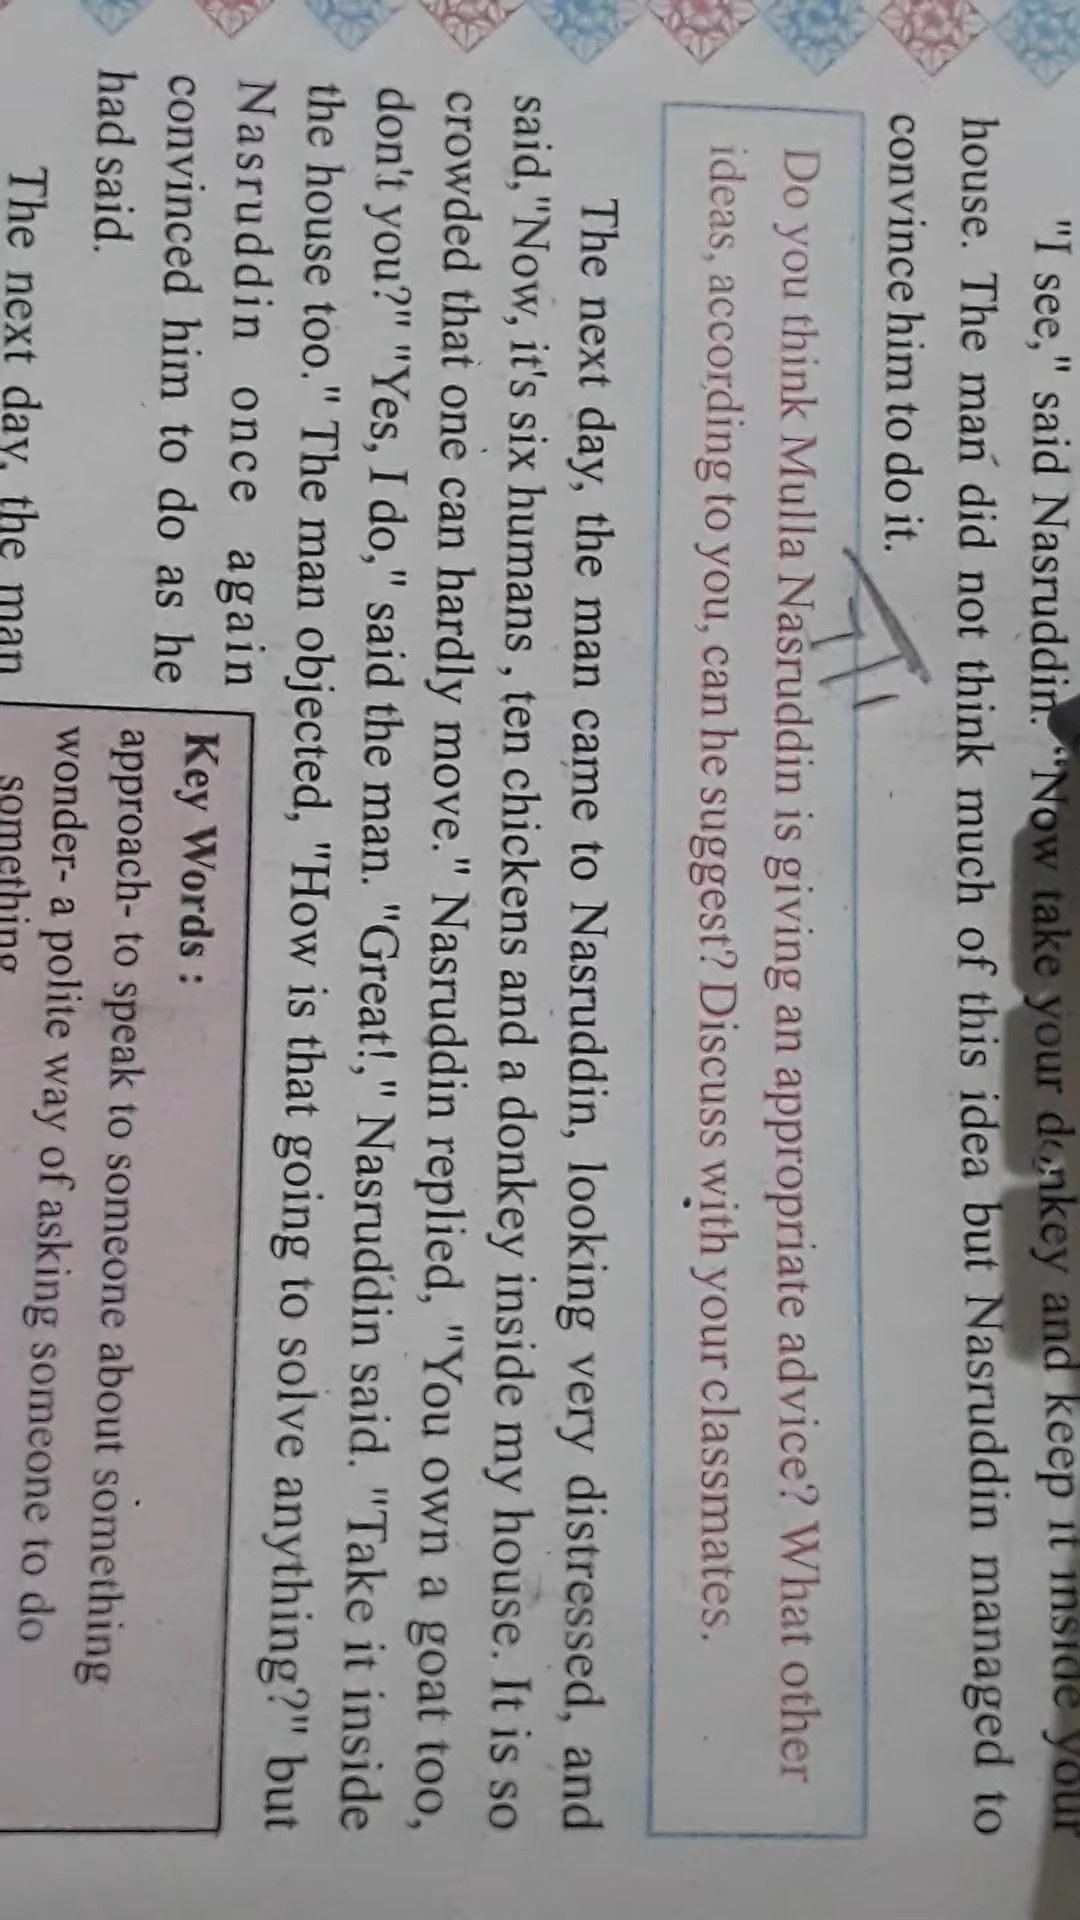 "I see," said Nasruddin. "Now take your donkey and keep it inside your
house. The man did not think much of this idea but Nasruddin managed to
convince him to do it.
Do you think Mulla Nasruddin is giving an appropriate advice? What other
ideas, according to you, can he suggest? Discuss with your classmates.
The next day, the man came to Nasruddin, looking very distressed, and
said,"Now, it's six humans , ten chickens and a donkey inside my house. It is so
crowded that one can hardly move." Nasruddin replied, "You own a goat too,
don't you?" "Yes, I do," said the man. "Great!," Nasruddin said. "Take it inside
the house too." The man objected, "How is that going to solve anything?" but
Nasruddin once again
convinced him to do as he
had said.
The next day, the man
Key Words :
approach- to speak to someone about something
wonder- a polite way of asking someone to do
something